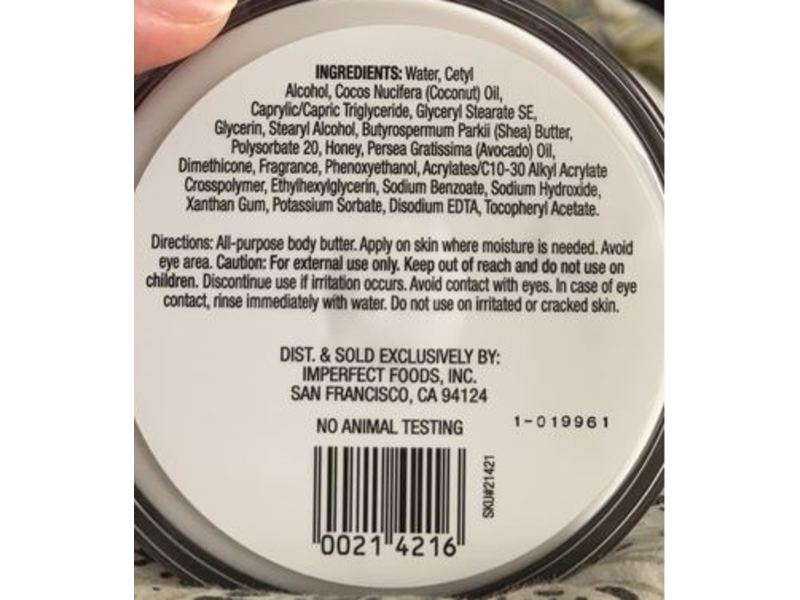 INGREDIENTS: Water, Cetyl
Alcohol, Cocos Nucifera (Coconut) Oil,
Caprylic/Capric Triglyceride, Glyceryl Stearate SE,
Glycerin, Stearyl Alcohol, Butyrospermum Parkii (Shea) Butter,
Polysorbate 20, Honey, Persea Gratissima (Avocado) Oil,
Dimethicone, Fragrance, Phenoxyethanol, Acrylates/C10-30 Alkyl Acrylate
Crosspolymer, Ethylhexylglycerin, Sodium Benzoate, Sodium Hydroxide,
Xanthan Gum, Potassium Sorbate, Disodium EDTA, Tocopheryl Acetate.
Directions: All-purpose body butter. Apply on skin where moisture is needed. Avoid
eye area. Caution: For external use only. Keep out of reach and do not use on
children. Discontinue use if irritation occurs. Avoid contact with eyes. In case of eye
contact, rinse immediately with water. Do not use on irritated or cracked skin.
DIST. & SOLD EXCLUSIVELY BY:
IMPERFECT FOODS, INC.
SAN FRANCISCO, CA 94124
NO ANIMAL TESTING
1-019961
SKU#21421
0021 4216